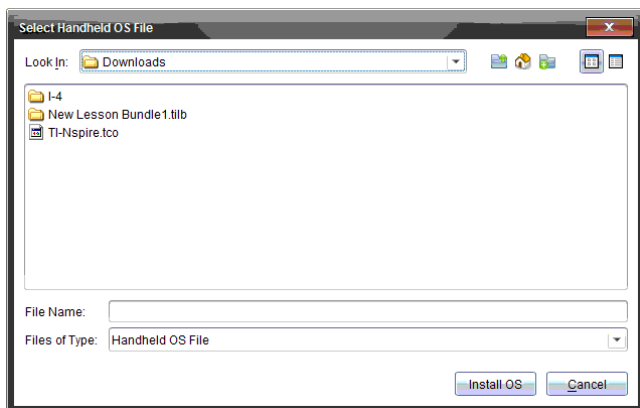 Select Handheld OS File
Look In: Downloads
I-4
New Lesson Bundle1.tilb
TI-Nspire.tco
File Name:
Files of Type: Handheld OS File
Install OS Cancel